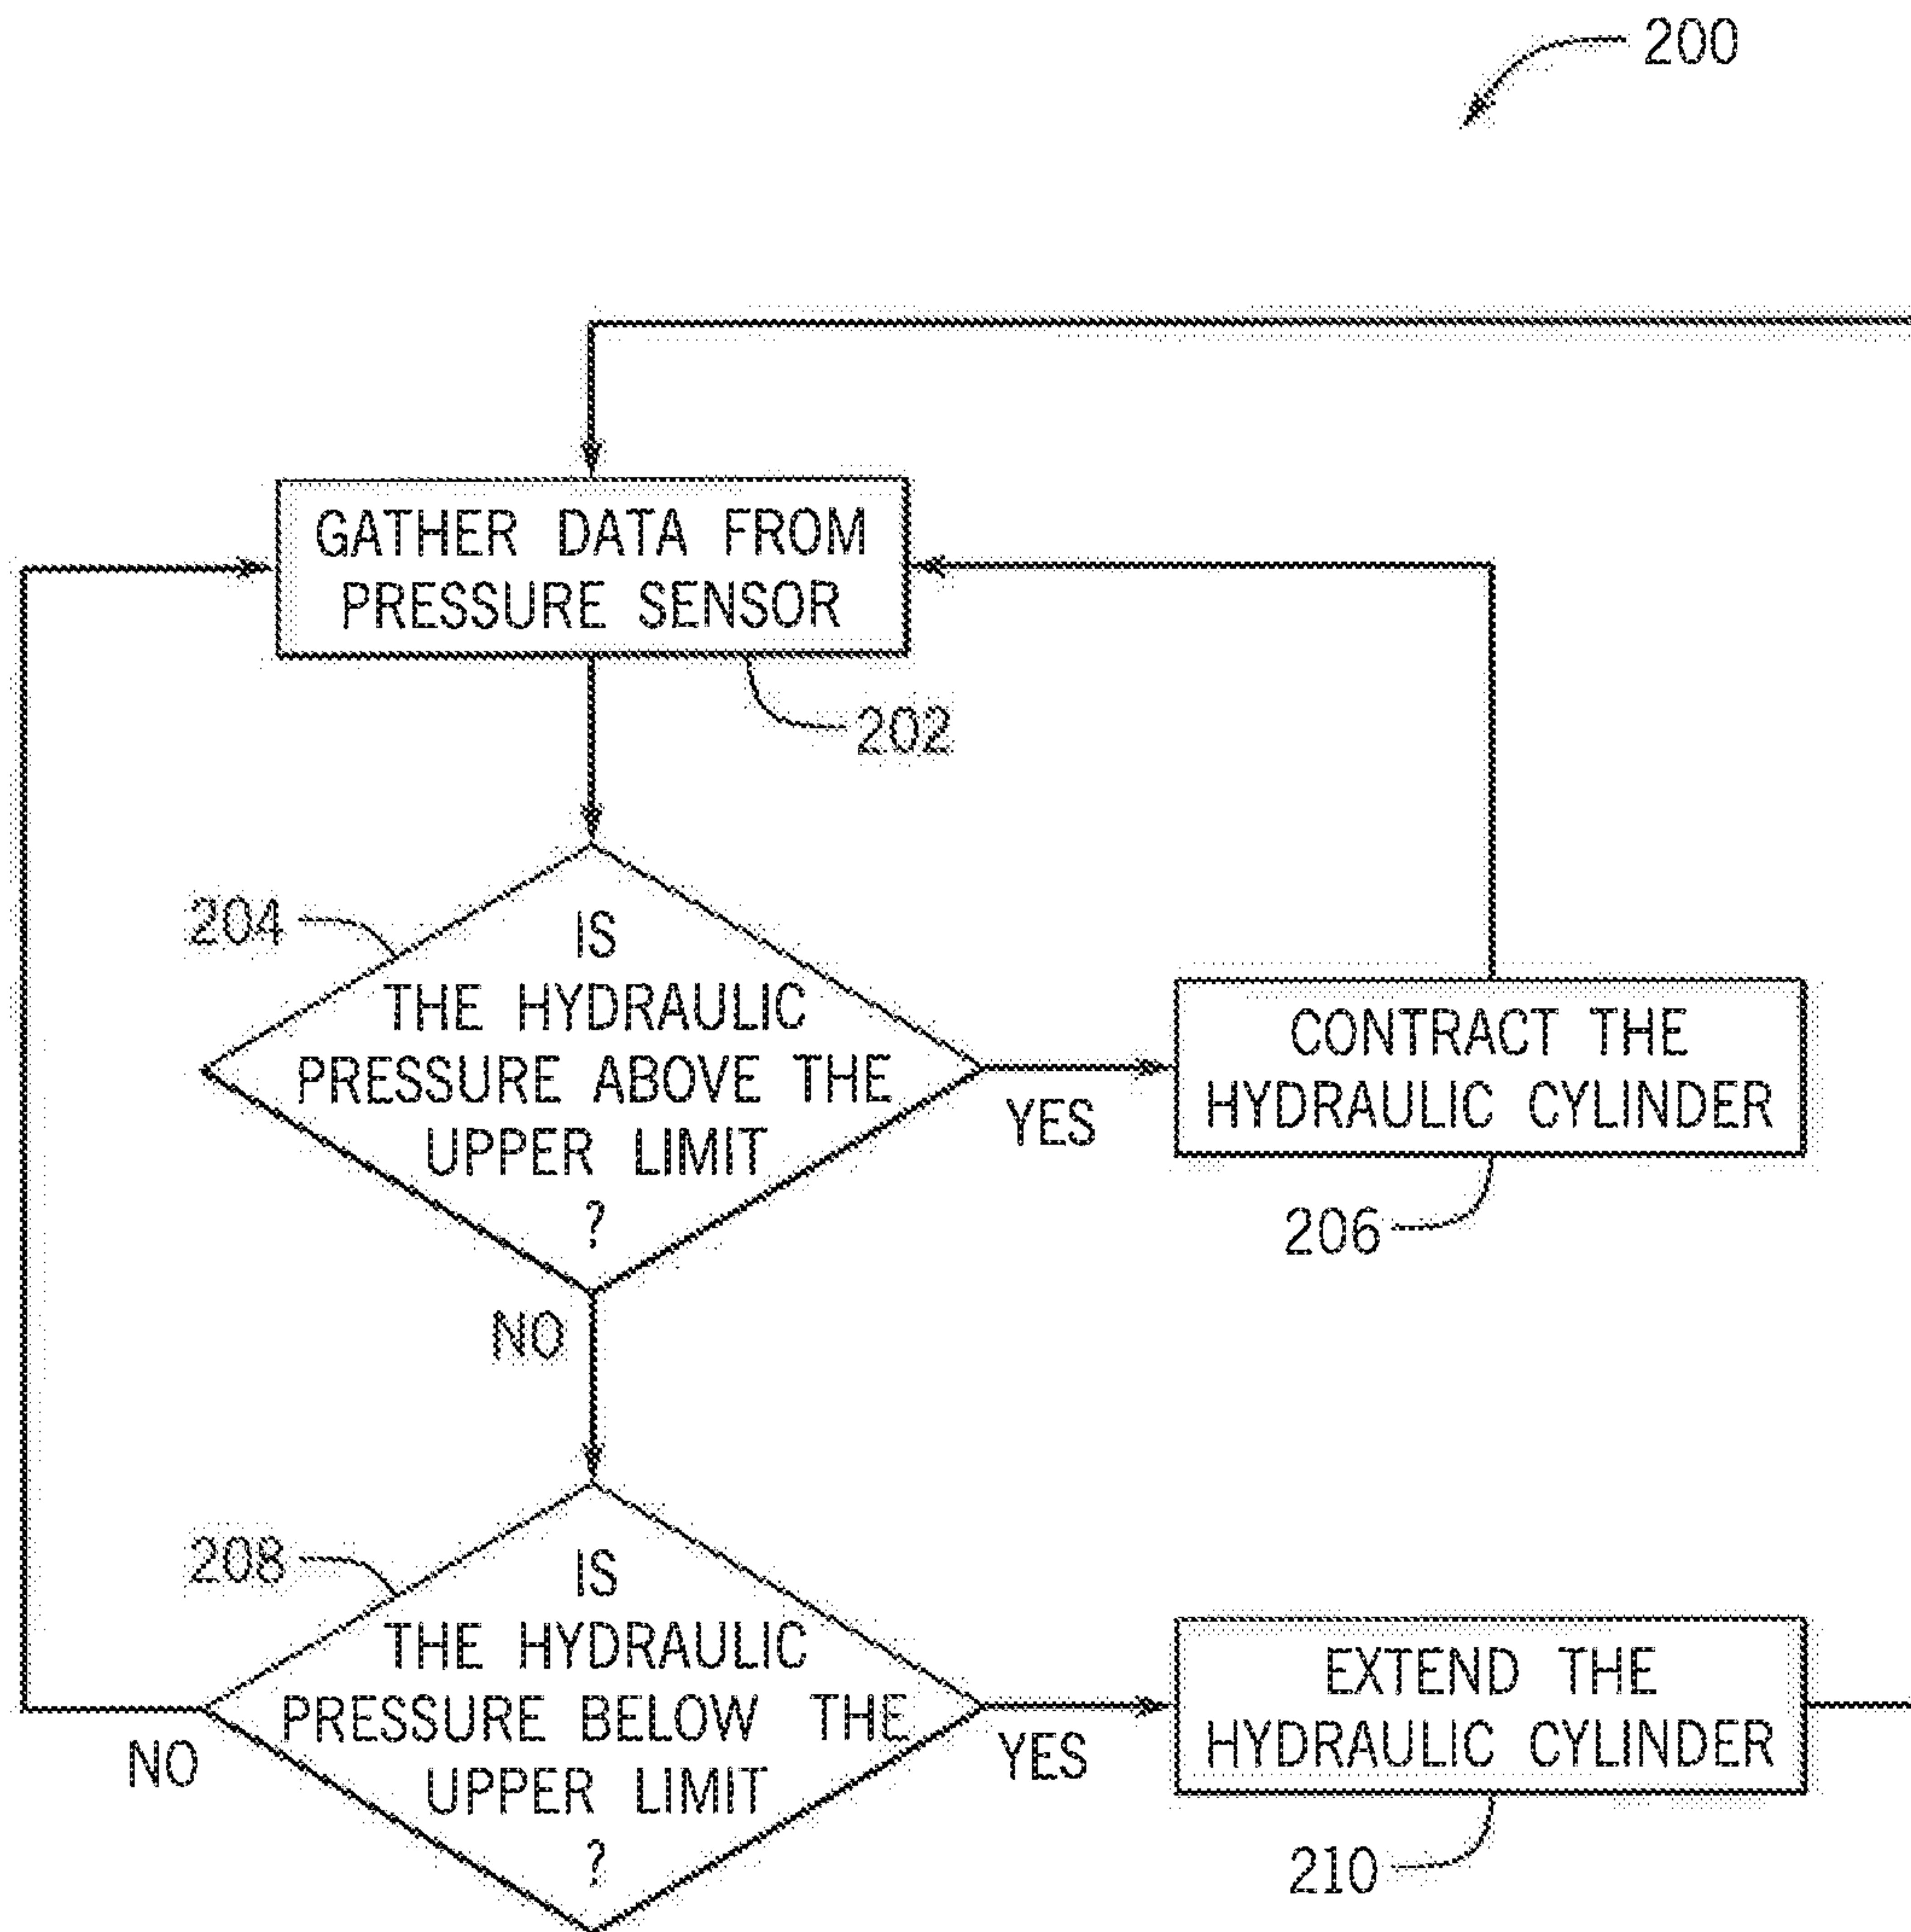 200
GATHER DATA FROM
PRESSURE SENSOR
202
204
IS
THE HYDRAULIC
PRESSURE ABOVE THE
UPPER LIMIT
?
YES
CONTRACT THE
HYDRAULIC CYLINDER
206
NO
208
IS
THE HYDRAULIC
PRESSURE BELOW THE
UPPER LIMIT
?
NO
YES
EXTEND THE
HYDRAULIC CYLINDER
210